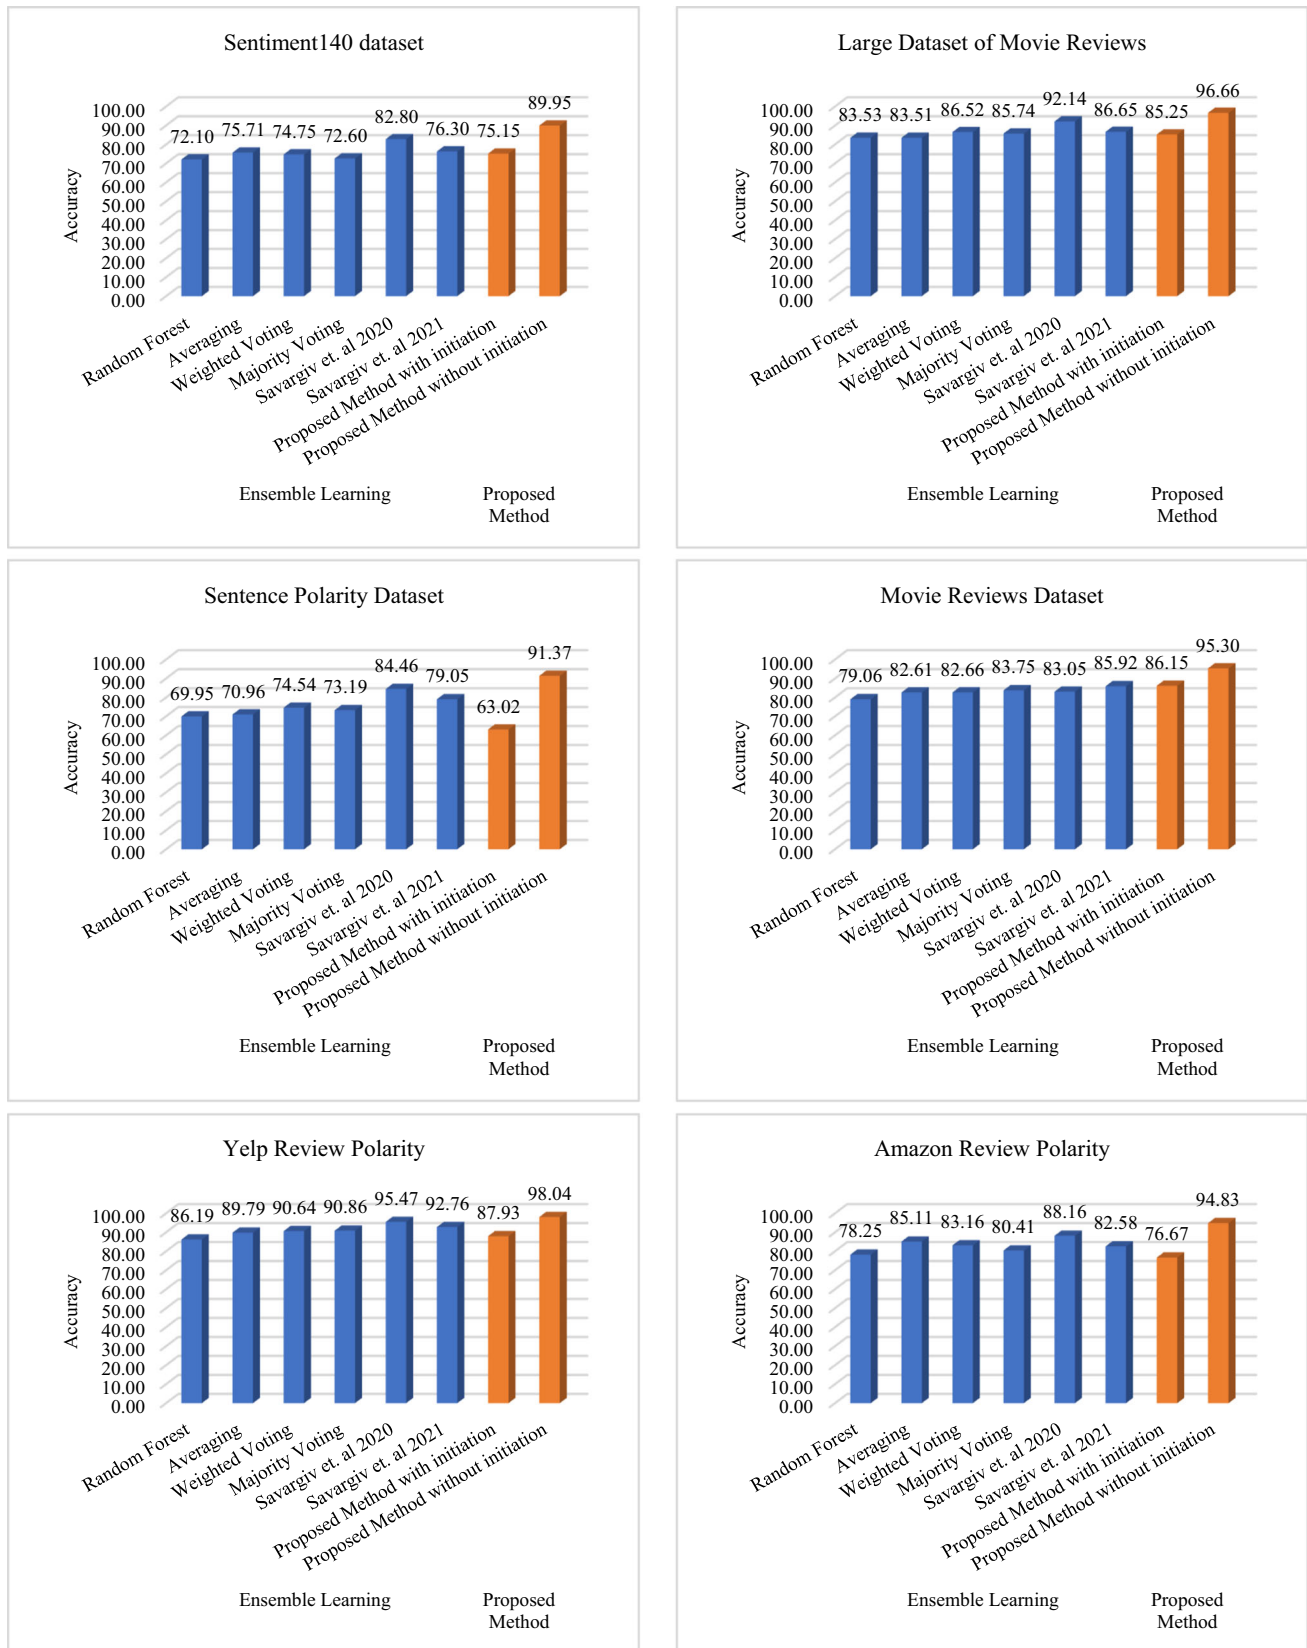 Sentiment140 dataset
Accuracy
100.00
90.00
80.00
70.00
60.00
50.00
40.00
30.00
20.00
10.00
0.00
72.10
75.71
74.75
72.60
82.80
76.30
75.15
89.95
Random Forest
Averaging
Weighted Voting
Majority Voting
Savargiv et. al 2020
Savargiv et. al 2021
Proposed Method with initiation
Proposed Method without initiation
Ensemble Learning
Proposed
Method
Large Dataset of Movie Reviews
Accuracy
100.00
90.00
80.00
70.00
60.00
50.00
40.00
30.00
20.00
10.00
0.00
83.53
83.51
86.52
85.74
92.14
86.65
85.25
96.66
Random Forest
Averaging
Weighted Voting
Majority Voting
Savargiv et. al 2020
Savargiv et. al 2021
Proposed Method with initiation
Proposed Method without initiation
Ensemble Learning
Proposed
Method
Sentence Polarity Dataset
Accuracy
100.00
90.00
80.00
70.00
60.00
50.00
40.00
30.00
20.00
10.00
0.00
69.95
70.96
74.54
73.19
84.46
79.05
63.02
91.37
Random Forest
Averaging
Weighted Voting
Majority Voting
Savargiv et. al 2020
Savargiv et. al 2021
Proposed Method with initiation
Proposed Method without initiation
Ensemble Learning
Proposed
Method
Movie Reviews Dataset
Accuracy
100.00
90.00
80.00
70.00
60.00
50.00
40.00
30.00
20.00
10.00
0.00
79.06
82.61
82.66
83.75
83.05
85.92
86.15
95.30
Random Forest
Averaging
Weighted Voting
Majority Voting
Savargiv et. al 2020
Savargiv et. al 2021
Proposed Method with initiation
Proposed Method without initiation
Ensemble Learning
Proposed
Method
Yelp Review Polarity
Accuracy
100.00
90.00
80.00
70.00
60.00
50.00
40.00
30.00
20.00
10.00
0.00
86.19
89.79
90.64
90.86
95.47
92.76
87.93
98.04
Random Forest
Averaging
Weighted Voting
Majority Voting
Savargiv et. al 2020
Savargiv et. al 2021
Proposed Method with initiation
Proposed Method without initiation
Ensemble Learning
Proposed
Method
Amazon Review Polarity
Accuracy
100.00
90.00
80.00
70.00
60.00
50.00
40.00
30.00
20.00
10.00
0.00
78.25
85.11
83.16
80.41
88.16
82.58
76.67
94.83
Random Forest
Averaging
Weighted Voting
Majority Voting
Savargiv et. al 2020
Savargiv et. al 2021
Proposed Method with initiation
Proposed Method without initiation
Ensemble Learning
Proposed
Method